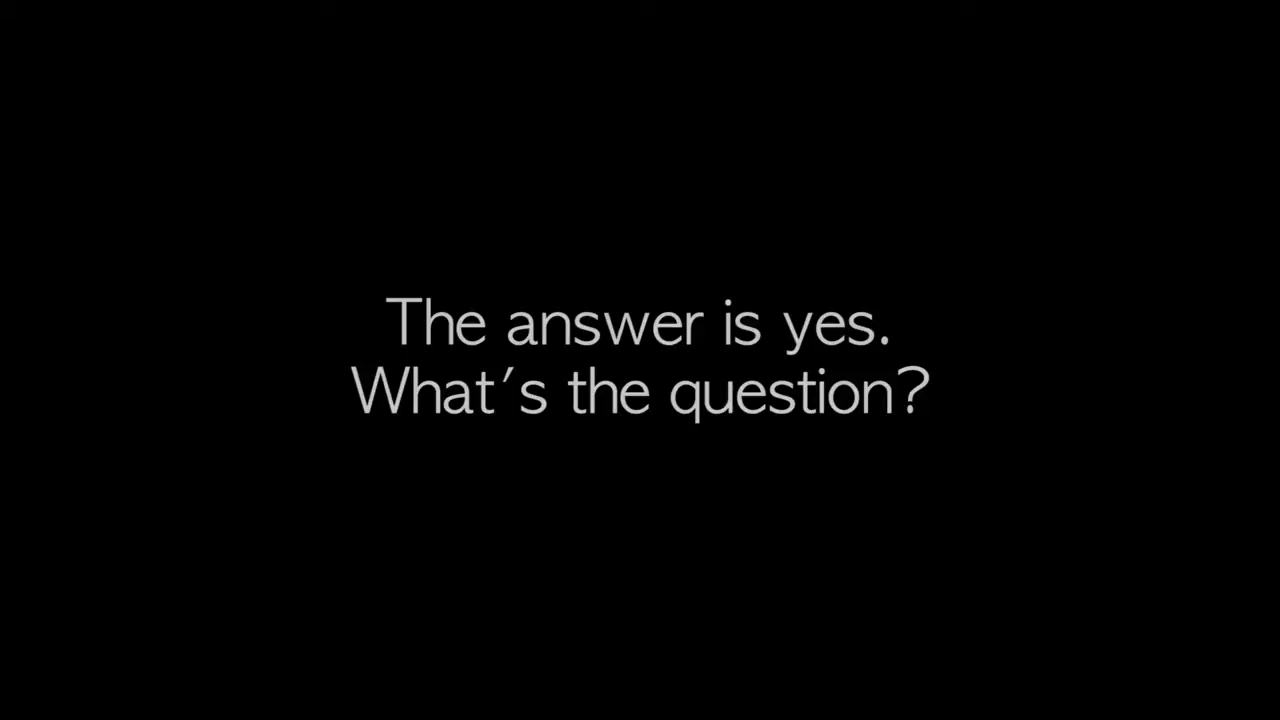 The answer is yes.
What's the question?